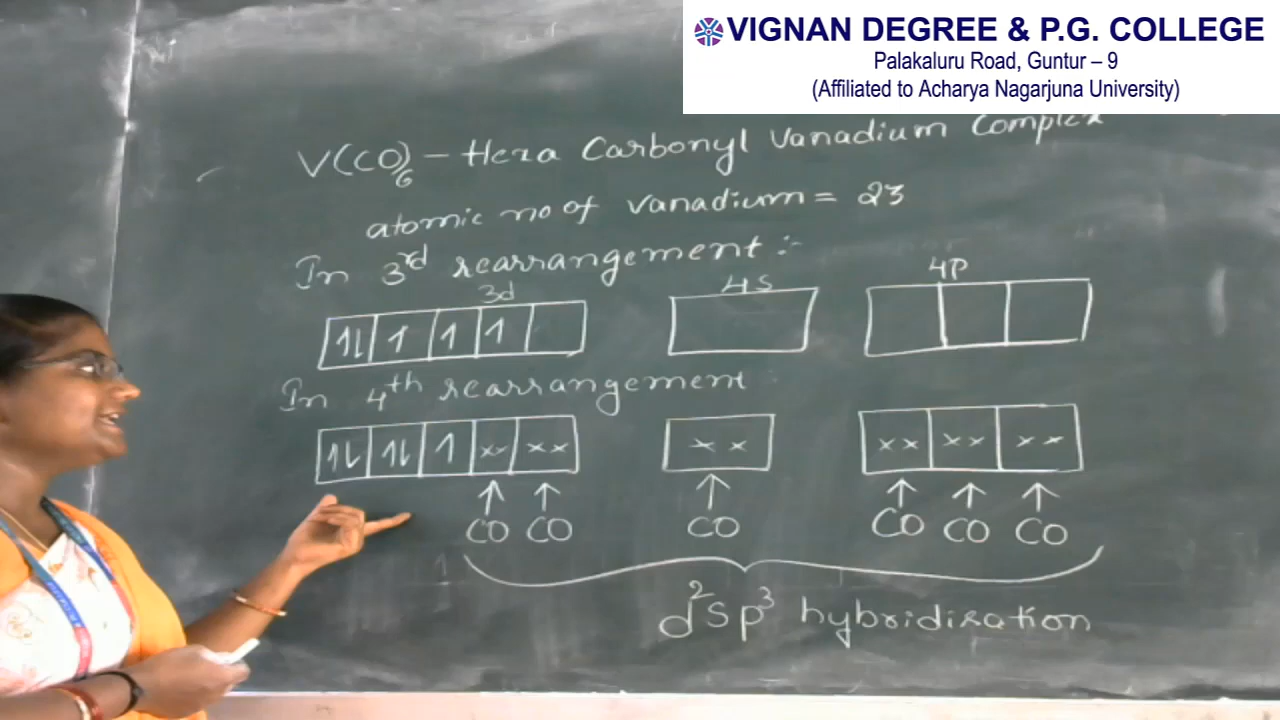 VIGNAN DEGREE & P.G. COLLEGE
Palakaluru Road, Guntur – 9
(Affiliated to Acharya Nagarjuna University)
V(CO)6 – Hexa Carbonyl Vanadium Complex
atomic no of vanadium = 23
In 3rd rearrangement :-
3d 4S 4P
1L 1 1 1
In 4th rearrangement
1L 1L 1 xx xx xx xx xx xx
CO CO CO CO CO CO
d2sp3 hybridization